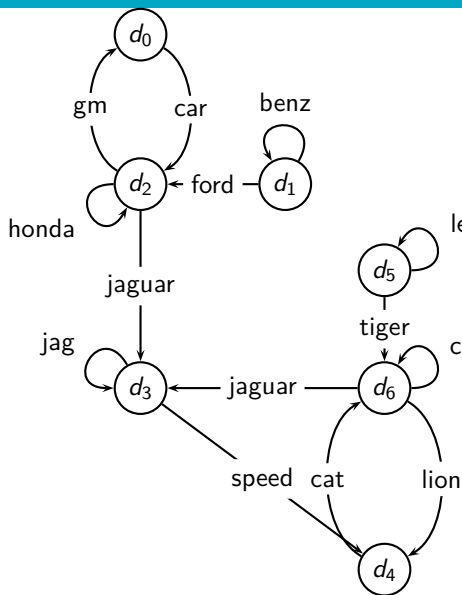 d0
gm
car
benz
d2
ford
d1
honda
le
d5
jaguar
tiger
jag
c
d3
jaguar
d6
speed
cat
lion
d4